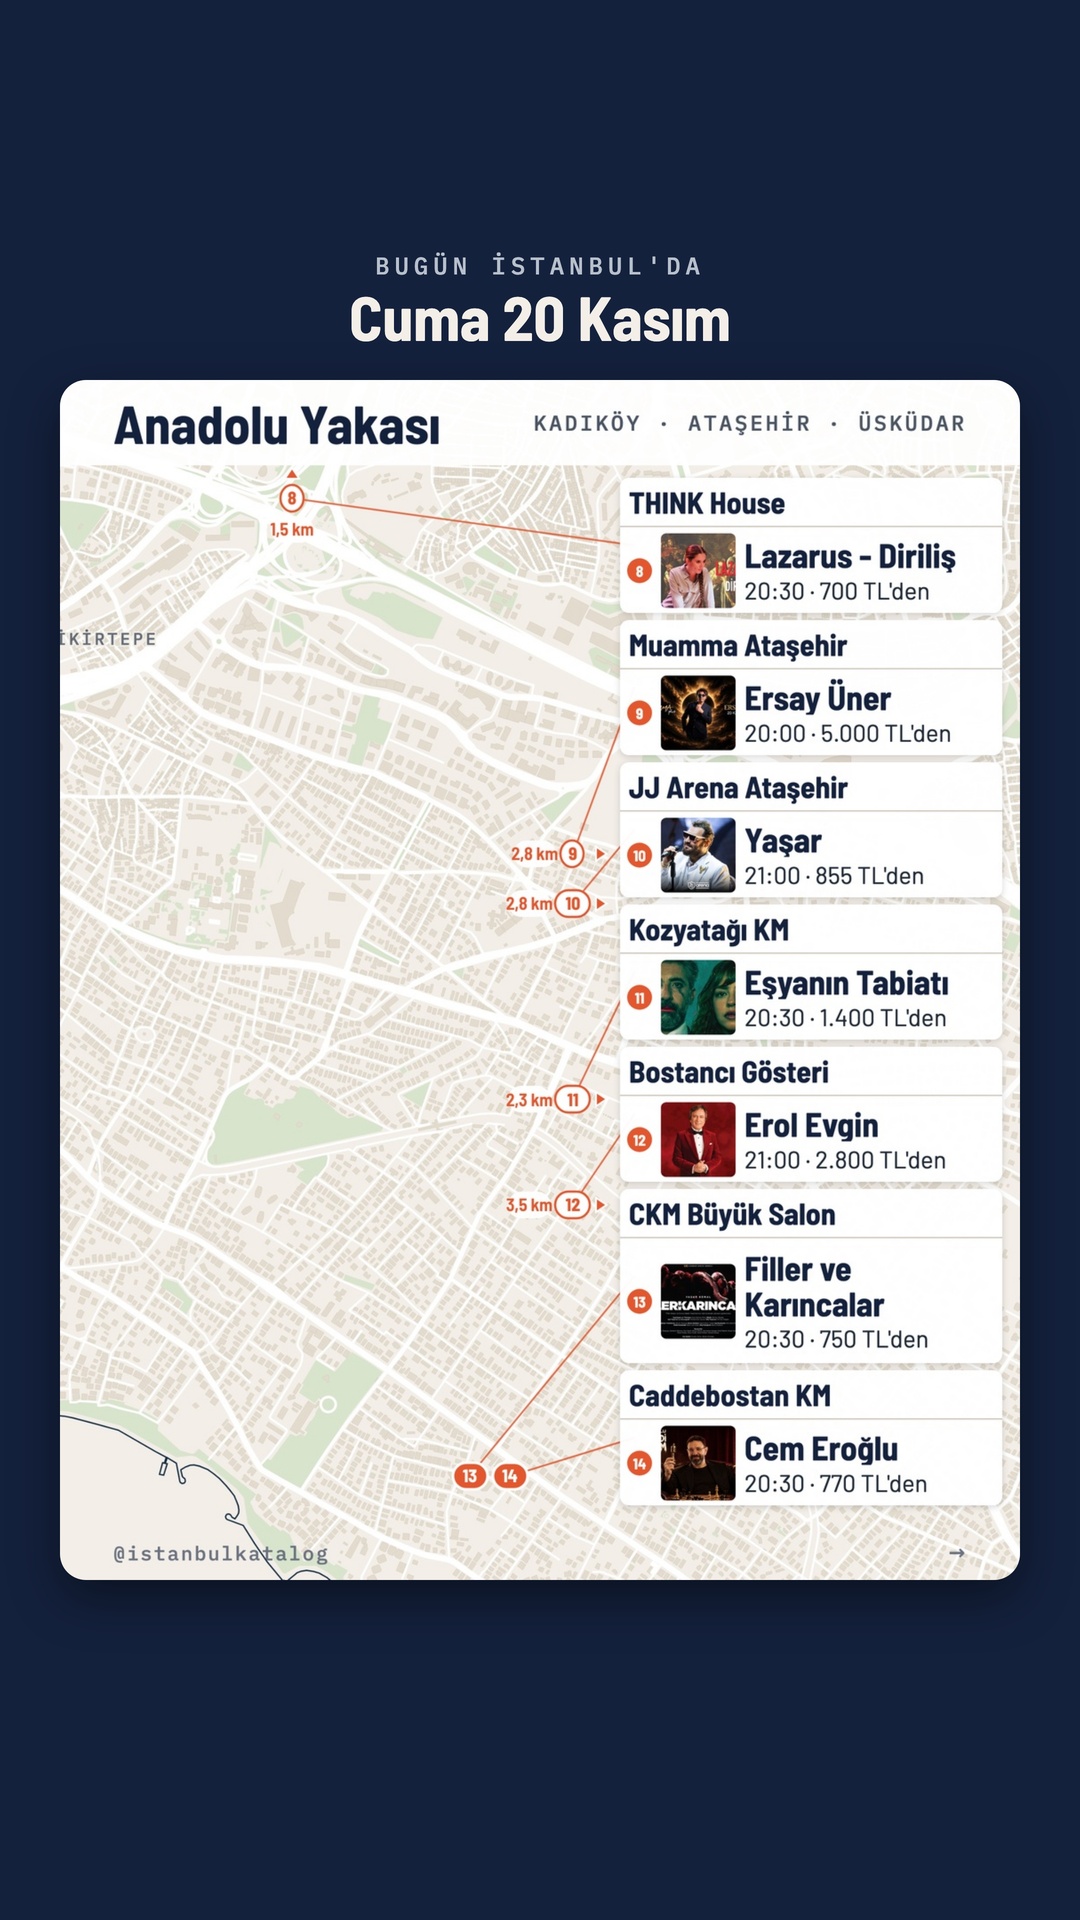 BUGÜN İSTANBUL'DA
Cuma 20 Kasım
Anadolu Yakası
KADIKÖY · ATAŞEHİR · ÜSKÜDAR
8
1,5 km
İKİRTEPE
THINK House
8
Lazarus - Diriliş
20:30 · 700 TL'den
Muamma Ataşehir
9
Ersay Üner
20:00 · 5.000 TL'den
JJ Arena Ataşehir
2,8 km 9
10
Yaşar
21:00 · 855 TL'den
2,8 km 10
Kozyatağı KM
11
Eşyanın Tabiatı
20:30 · 1.400 TL'den
Bostancı Gösteri
2,3 km 11
12
Erol Evgin
21:00 · 2.800 TL'den
3,5 km 12
CKM Büyük Salon
13
ERKARINCA
Filler ve
Karıncalar
20:30 · 750 TL'den
Caddebostan KM
14
Cem Eroğlu
20:30 · 770 TL'den
13 14
@istanbulkatalog →